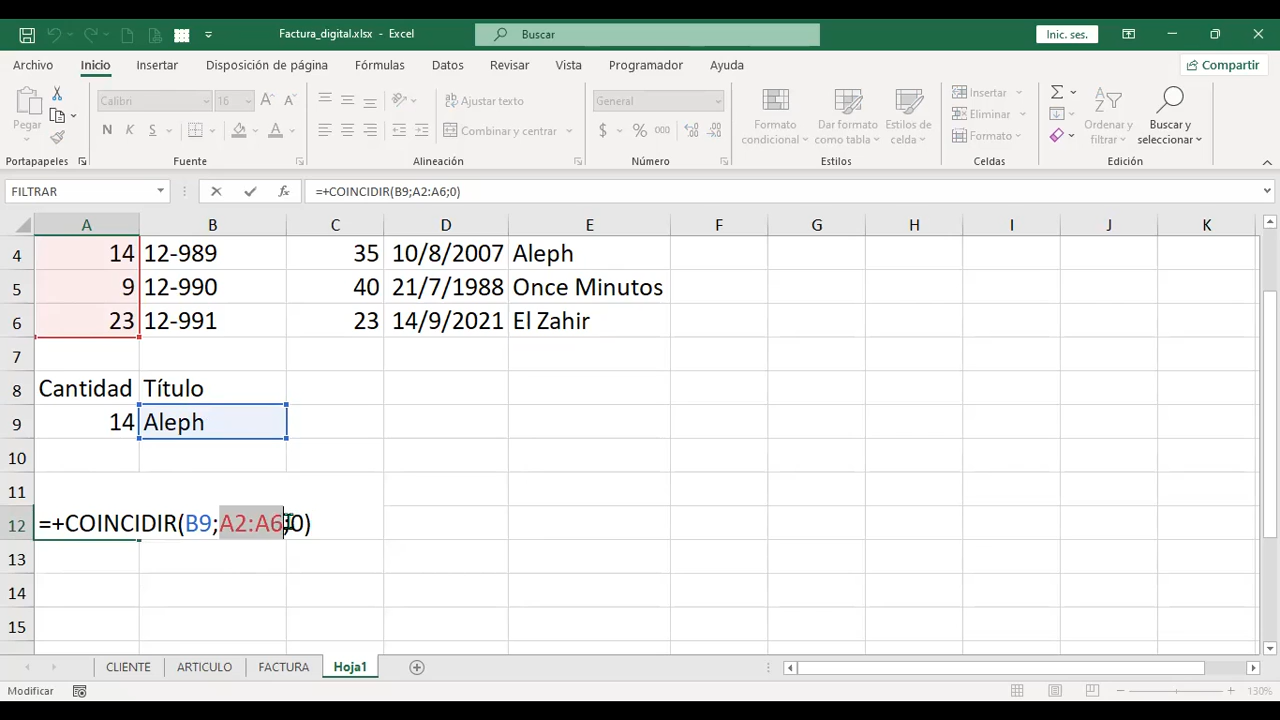 Factura_digital.xlsx - Excel
Buscar
Inic. ses.
Archivo Inicio Insertar Disposición de página Fórmulas Datos Revisar Vista Programador Ayuda
Compartir
Pegar
Calibri 16
N K S A
Ajustar texto
Combinar y centrar
General
$ % 000
Formato condicional
Dar formato como tabla
Estilos de celda
Insertar
Eliminar
Formato
Ordenar y filtrar
Buscar y seleccionar
Portapapeles Fuente Alineación Número Estilos Celdas Edición
FILTRAR
fx
=+COINCIDIR(B9;A2:A6;0)
A B C D E F G H I J K
4 14 12-989 35 10/8/2007 Aleph
5 9 12-990 40 21/7/1988 Once Minutos
6 23 12-991 23 14/9/2021 El Zahir
7
8 Cantidad Título
9 14 Aleph
10
11
12 =+COINCIDIR(B9;A2:A6;0)
13
14
15
CLIENTE ARTICULO FACTURA Hoja1
Modificar
130%